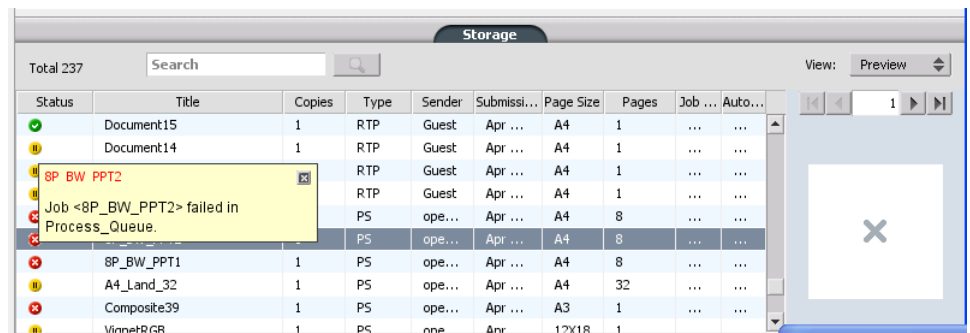 Storage
Total 237 Search View: Preview
Status Title Copies Type Sender Submissi... Page Size Pages Job ... Auto... 1
Document15 1 RTP Guest Apr ... A4 1 ... ...
Document14 1 RTP Guest Apr ... A4 1 ... ...
8P_BW_PPT2 RTP Guest Apr ... A4 1 ... ...
RTP Guest Apr ... A4 1 ... ...
Job <8P_BW_PPT2> failed in
Process_Queue.
PS ope... Apr ... A4 8 ... ...
PS ope... Apr ... A4 8 ... ...
8P_BW_PPT1 1 PS ope... Apr ... A4 8 ... ...
A4_Land_32 1 PS ope... Apr ... A4 32 ... ...
Composite39 1 PS ope... Apr ... A3 1 ... ...
VignetRGB 1 PS ope... Apr ... 12X18 1